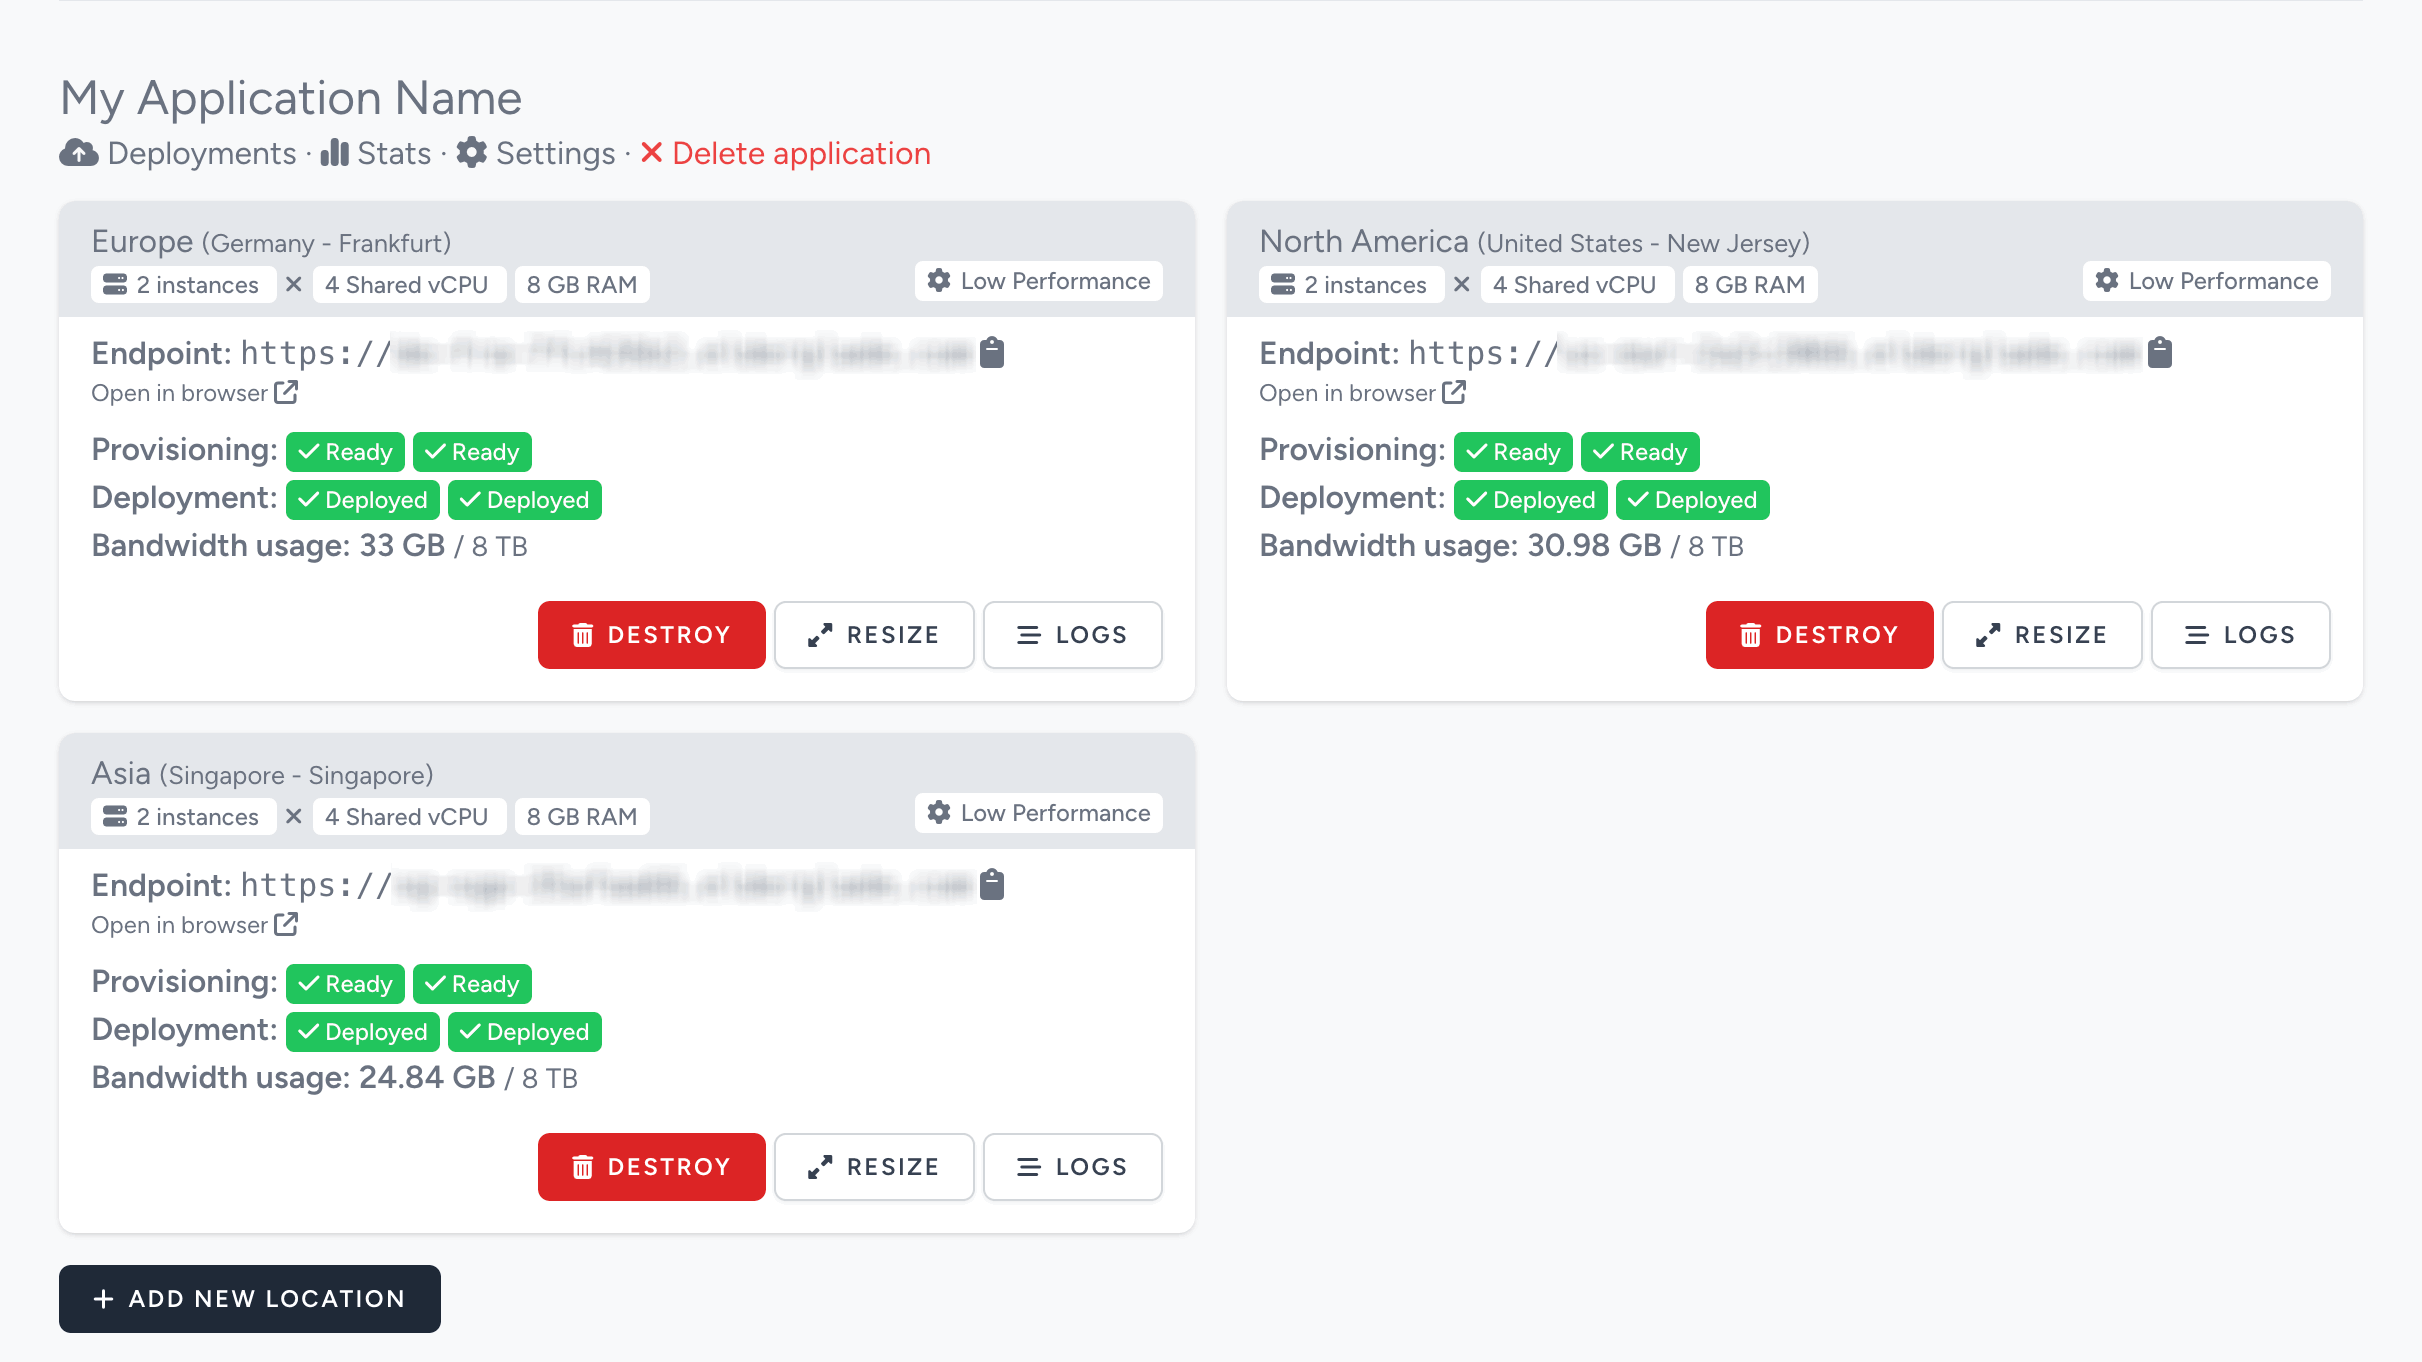 My Application Name
Deployments · Stats · Settings · Delete application
Europe (Germany - Frankfurt)
2 instances × 4 Shared vCPU 8 GB RAM
Low Performance
Endpoint: https://
Open in browser
Provisioning: Ready Ready
Deployment: Deployed Deployed
Bandwidth usage: 33 GB / 8 TB
DESTROY RESIZE LOGS
North America (United States - New Jersey)
2 instances × 4 Shared vCPU 8 GB RAM
Low Performance
Endpoint: https://
Open in browser
Provisioning: Ready Ready
Deployment: Deployed Deployed
Bandwidth usage: 30.98 GB / 8 TB
DESTROY RESIZE LOGS
Asia (Singapore - Singapore)
2 instances × 4 Shared vCPU 8 GB RAM
Low Performance
Endpoint: https://
Open in browser
Provisioning: Ready Ready
Deployment: Deployed Deployed
Bandwidth usage: 24.84 GB / 8 TB
DESTROY RESIZE LOGS
+ ADD NEW LOCATION